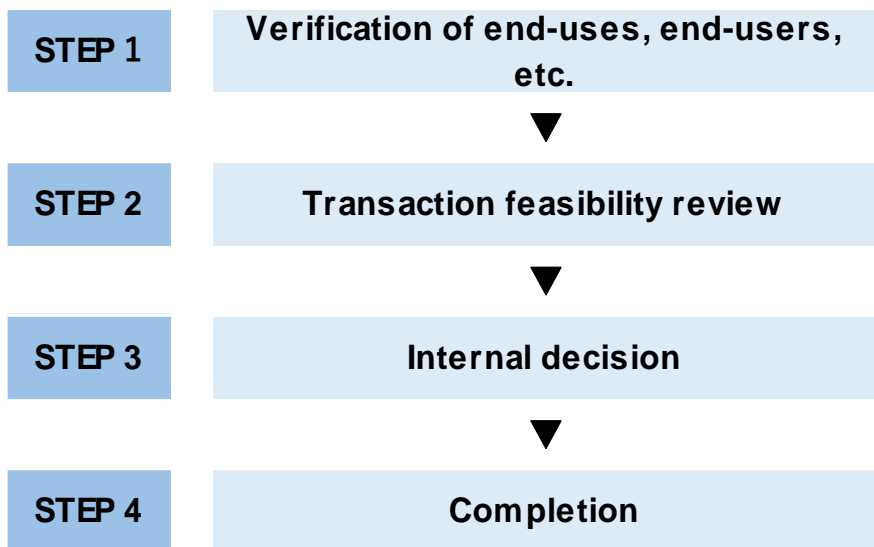 STEP 1
Verification of end-uses, end-users,
etc.
STEP 2
Transaction feasibility review
STEP 3
Internal decision
STEP 4
Completion